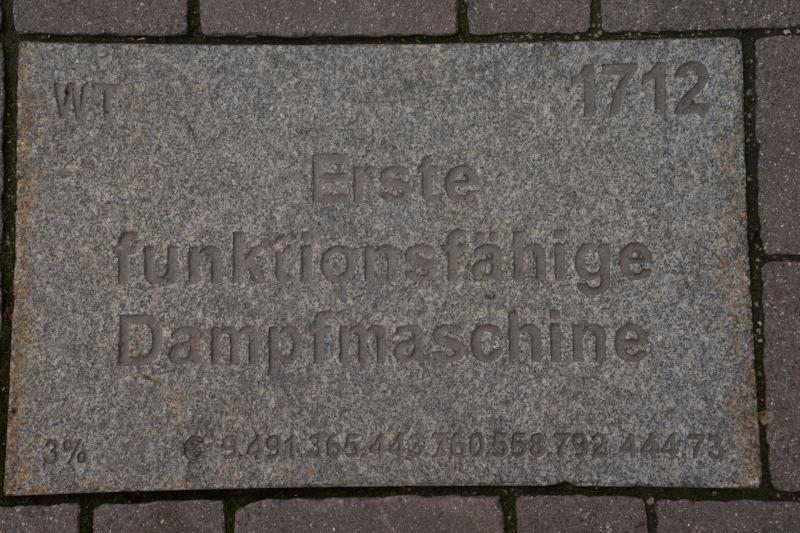 WT 1712
Erste
funktionsfähige
Dampfmaschine
3% € 9.491.365.443.760.558.792.444,73